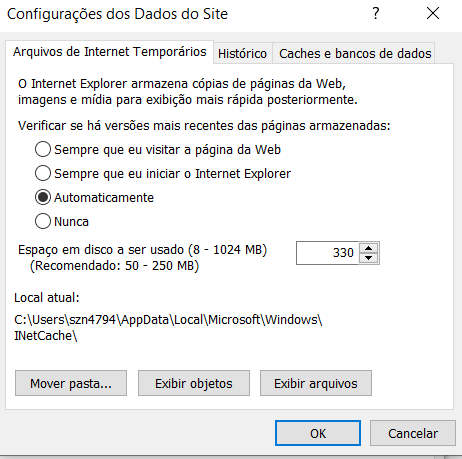 Configurações dos Dados do Site
?
Arquivos de Internet Temporários
Histórico
Caches e bancos de dados
O Internet Explorer armazena cópias de páginas da Web,
imagens e mídia para exibição mais rápida posteriormente.
Verificar se há versões mais recentes das páginas armazenadas:
Sempre que eu visitar a página da Web
Sempre que eu iniciar o Internet Explorer
Automaticamente
Nunca
Espaço em disco a ser usado (8 - 1024 MB)
330
(Recomendado: 50 - 250 MB)
Local atual:
C:\Users\szn4794\AppData\Local\Microsoft\Windows\
INetCache\
Mover pasta...
Exibir objetos
Exibir arquivos
OK
Cancelar